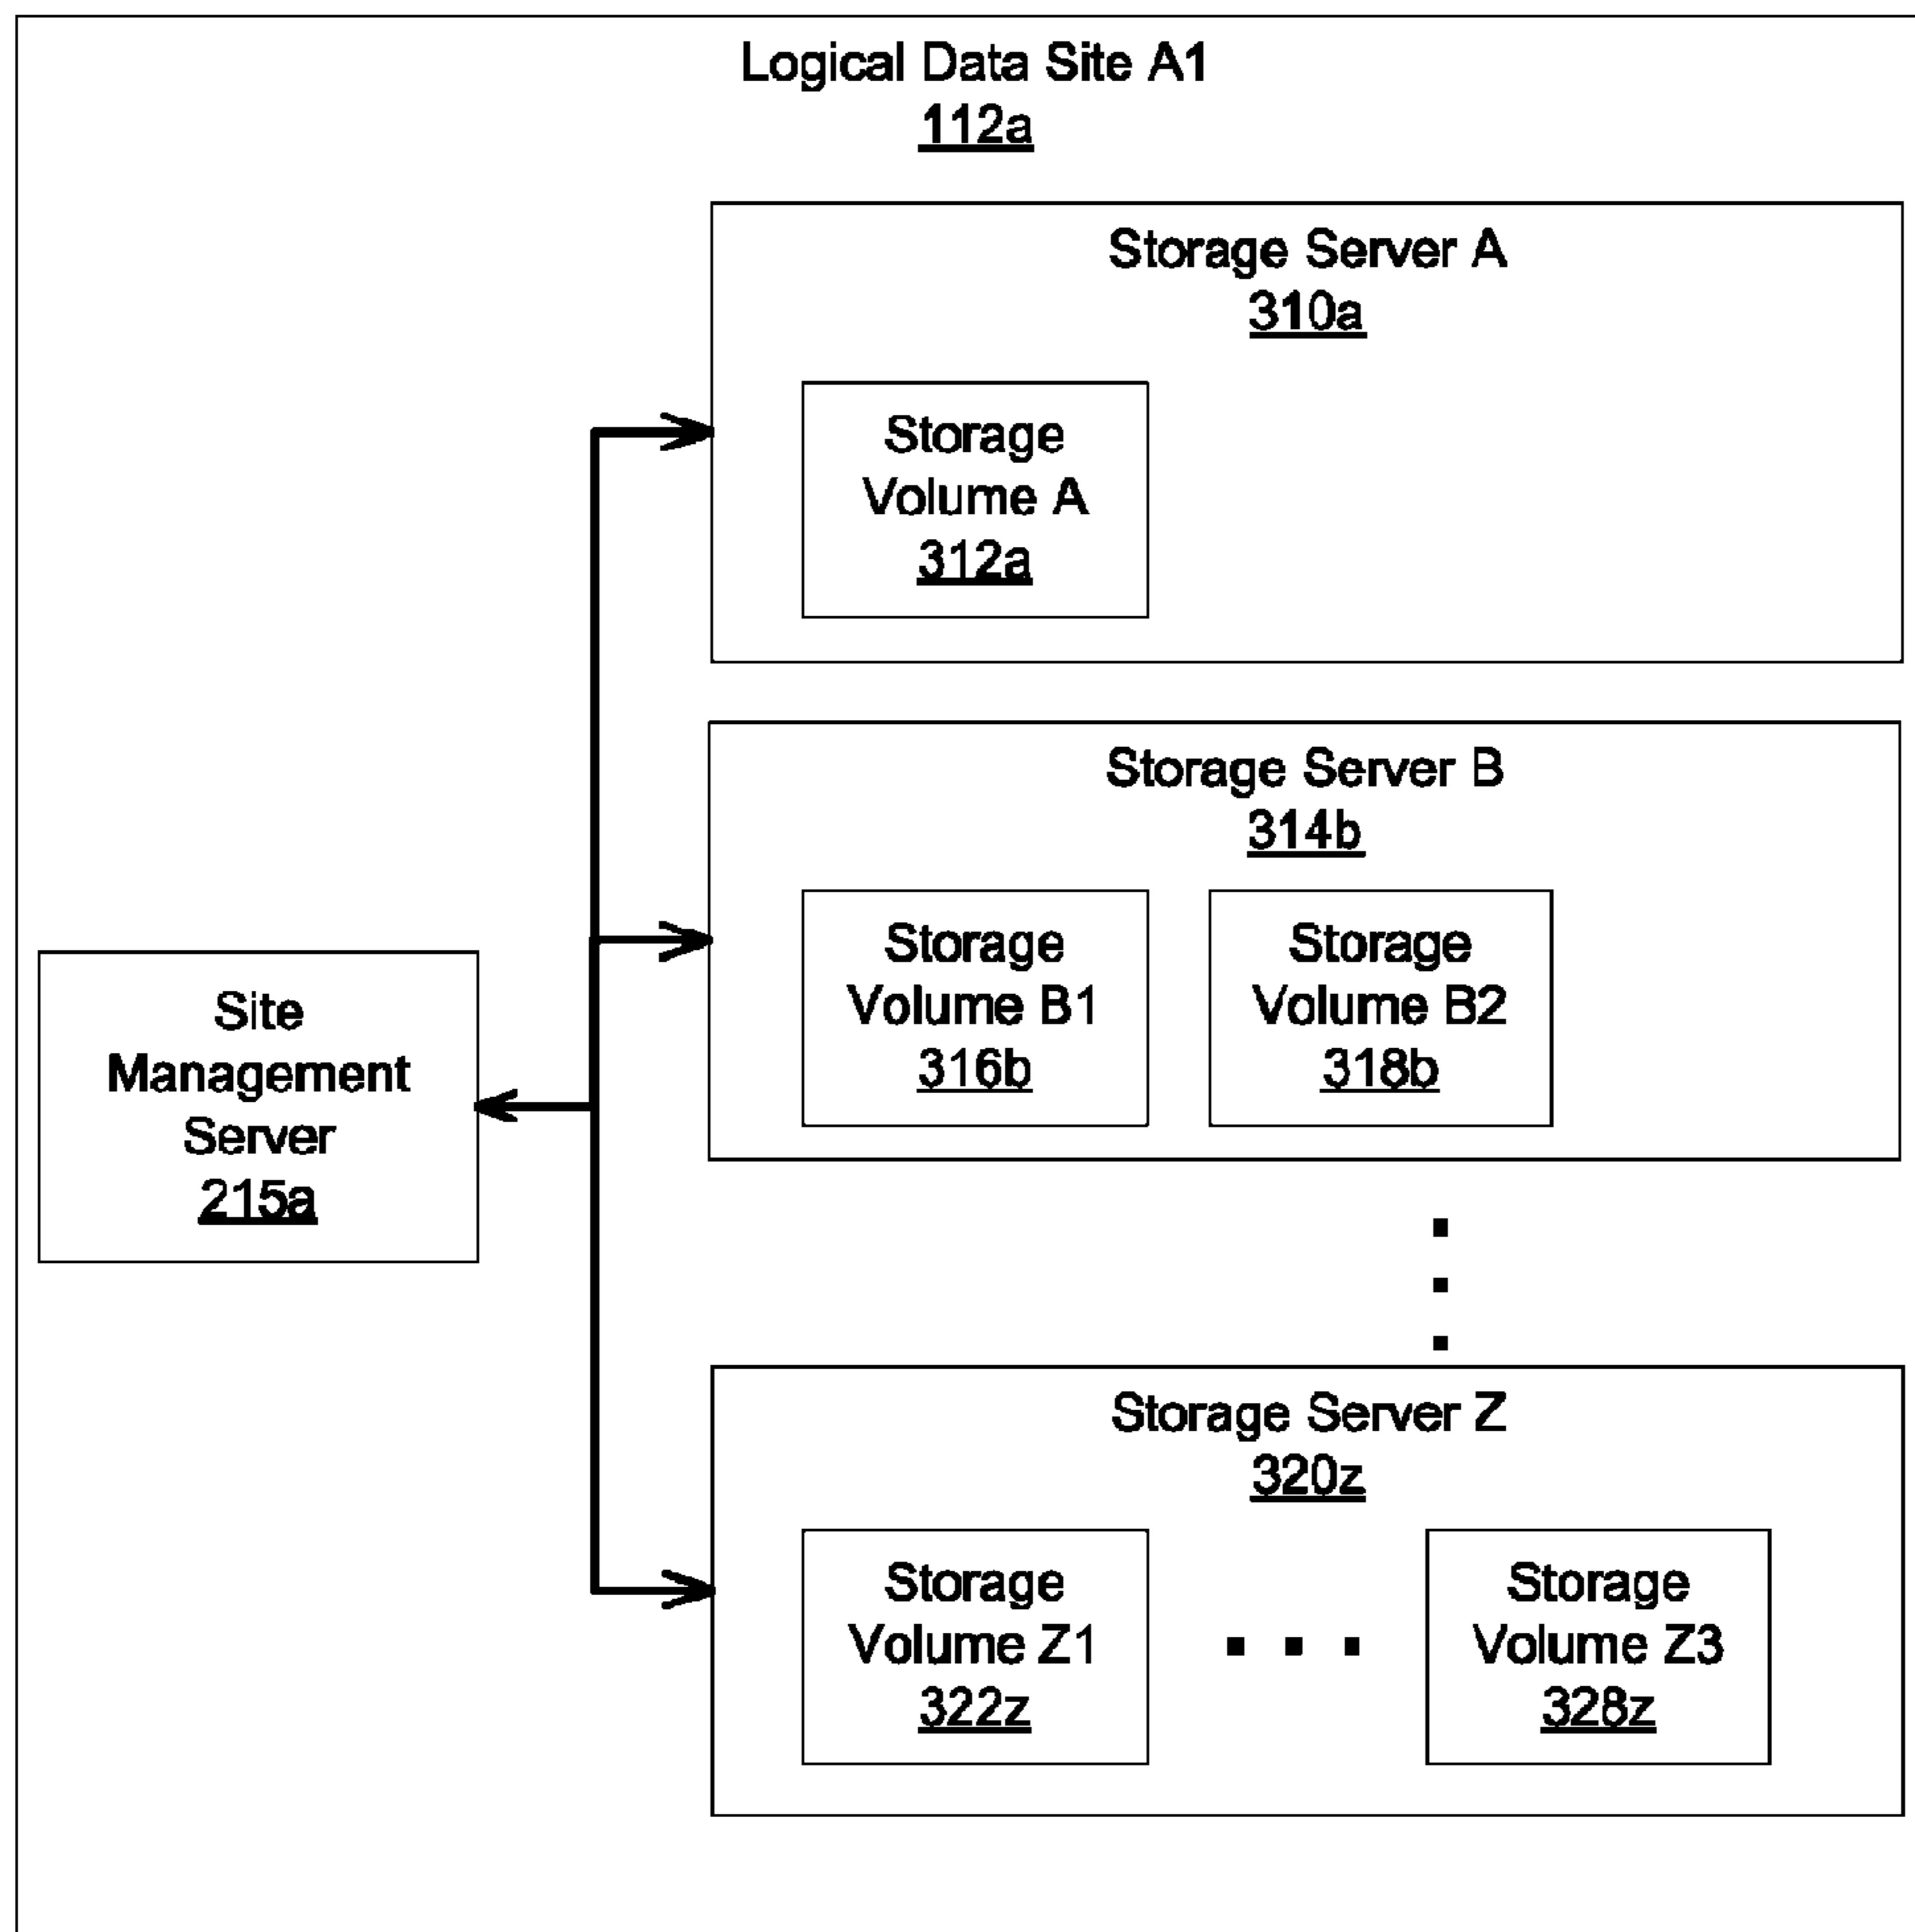 Logical Data Site A1
112a
Storage Server A
310a
Storage
Volume A
312a
Storage Server B
314b
Storage
Volume B1
316b
Storage
Volume B2
318b
Site
Management
Server
215a
Storage Server Z
320z
Storage
Volume Z1
322z
. . .
Storage
Volume Z3
328z